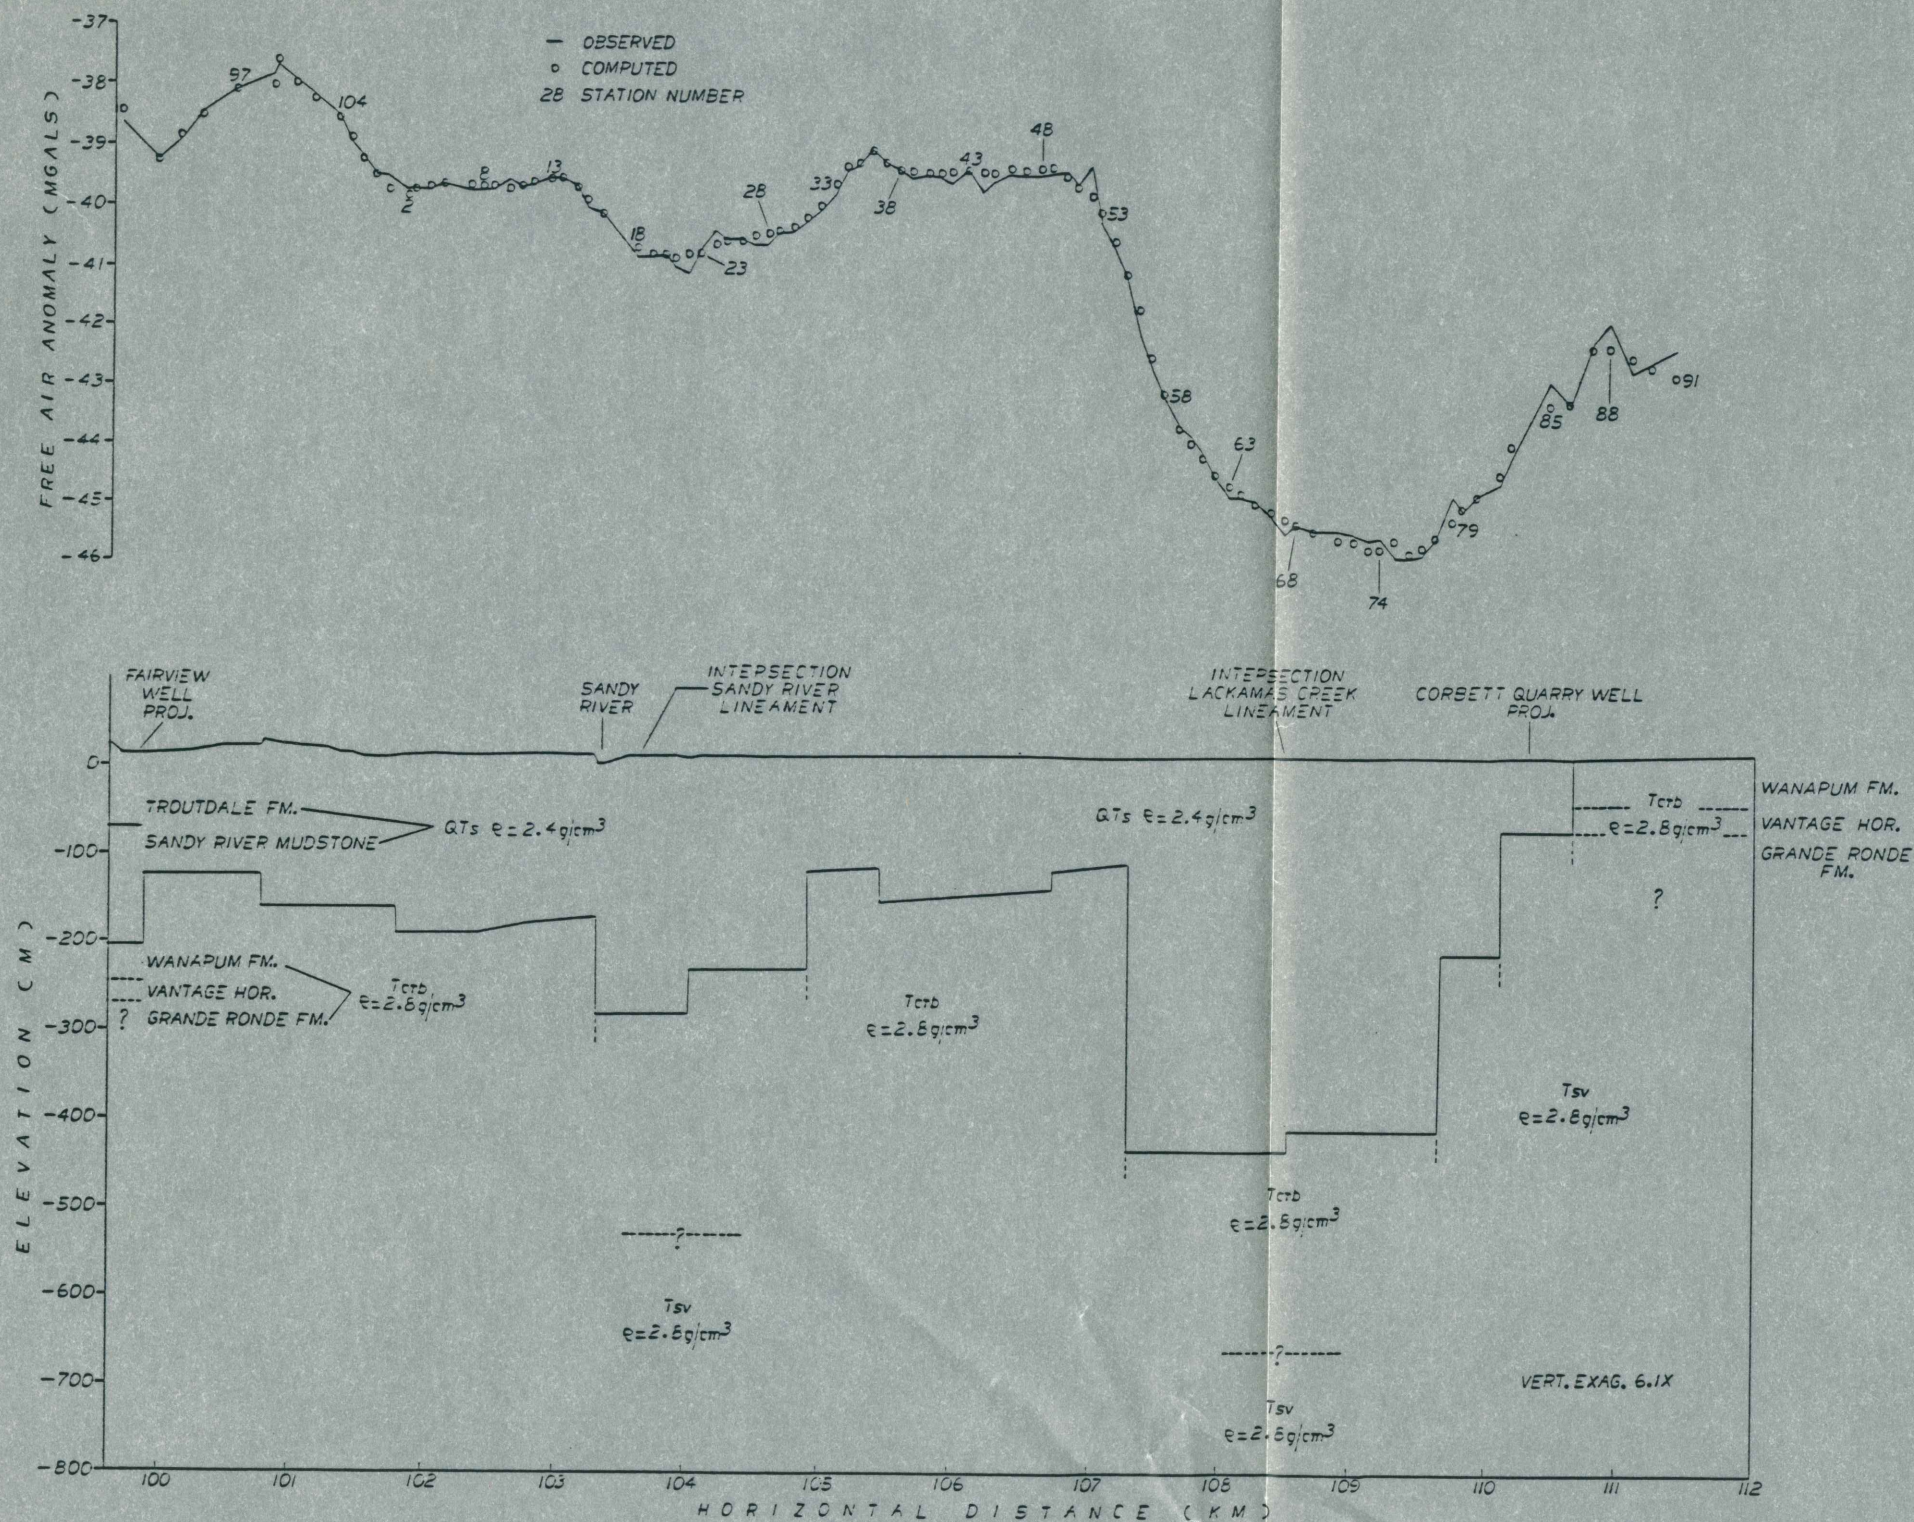 -37
-38
-39
-40
-41
-42
-43
-44
-45
-46
FREE AIR ANOMALY (MGALS)
— OBSERVED
o COMPUTED
28 STATION NUMBER
97
104
2
8
13
18
23
28
33
38
43
48
53
58
63
68
74
79
85
88
91
FAIRVIEW
WELL
PROJ.
SANDY
RIVER
INTERSECTION
SANDY RIVER
LINEAMENT
INTERSECTION
LACKAMAS CREEK
LINEAMENT
CORBETT QUARRY WELL
PROJ.
0
-100
-200
-300
-400
-500
-600
-700
-800
ELEVATION (M)
TROUTDALE FM.
SANDY RIVER MUDSTONE
QTs ρ=2.4g/cm³
QTs ρ=2.4g/cm³
Tcrb
ρ=2.8g/cm³
WANAPUM FM.
VANTAGE HOR.
GRANDE RONDE
FM.
?
WANAPUM FM.
VANTAGE HOR.
? GRANDE RONDE FM.
Tcrb
ρ=2.8g/cm³
Tcrb
ρ=2.8g/cm³
Tsv
ρ=2.8g/cm³
Tcrb
ρ=2.8g/cm³
?
Tsv
ρ=2.8g/cm³
?
Tsv
ρ=2.8g/cm³
VERT. EXAG. 6.1X
100 101 102 103 104 105 106 107 108 109 110 111 112
HORIZONTAL DISTANCE (KM)